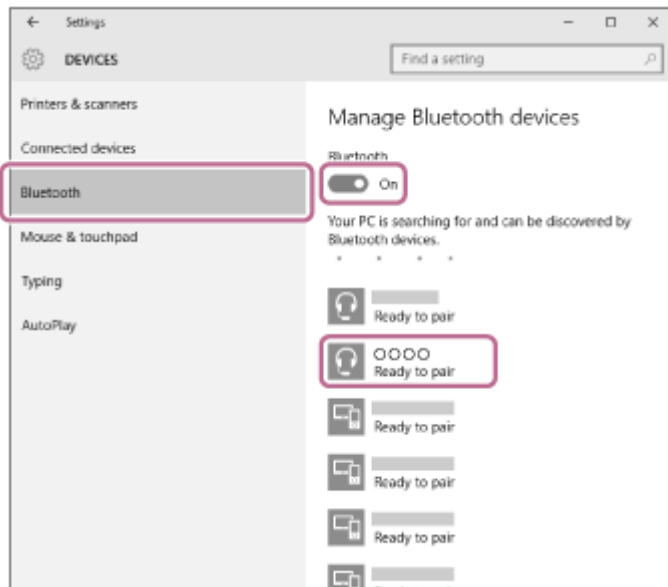 Settings
DEVICES
Find a setting
Printers & scanners
Connected devices
Bluetooth
Mouse & touchpad
Typing
AutoPlay
Manage Bluetooth devices
Bluetooth
On
Your PC is searching for and can be discovered by
Bluetooth devices.
Ready to pair
OOOO
Ready to pair
Ready to pair
Ready to pair
Ready to pair